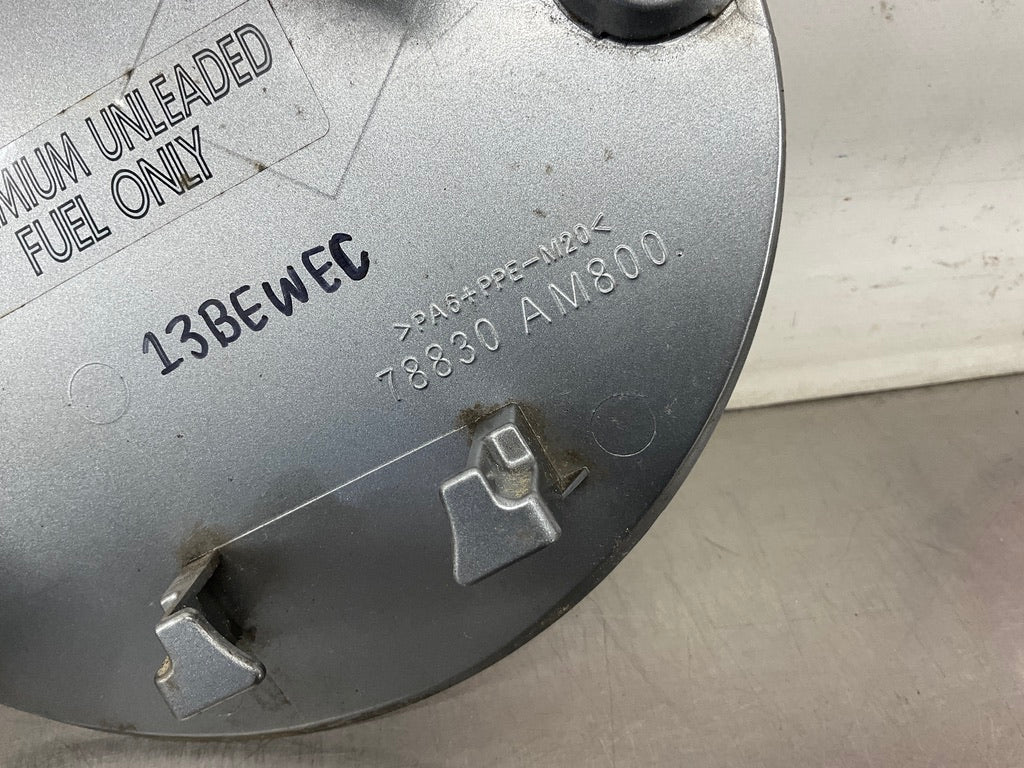 MIUM UNLEADED
FUEL ONLY
13BEWEC
>PA6+PPE-M20<
78830 AM800.